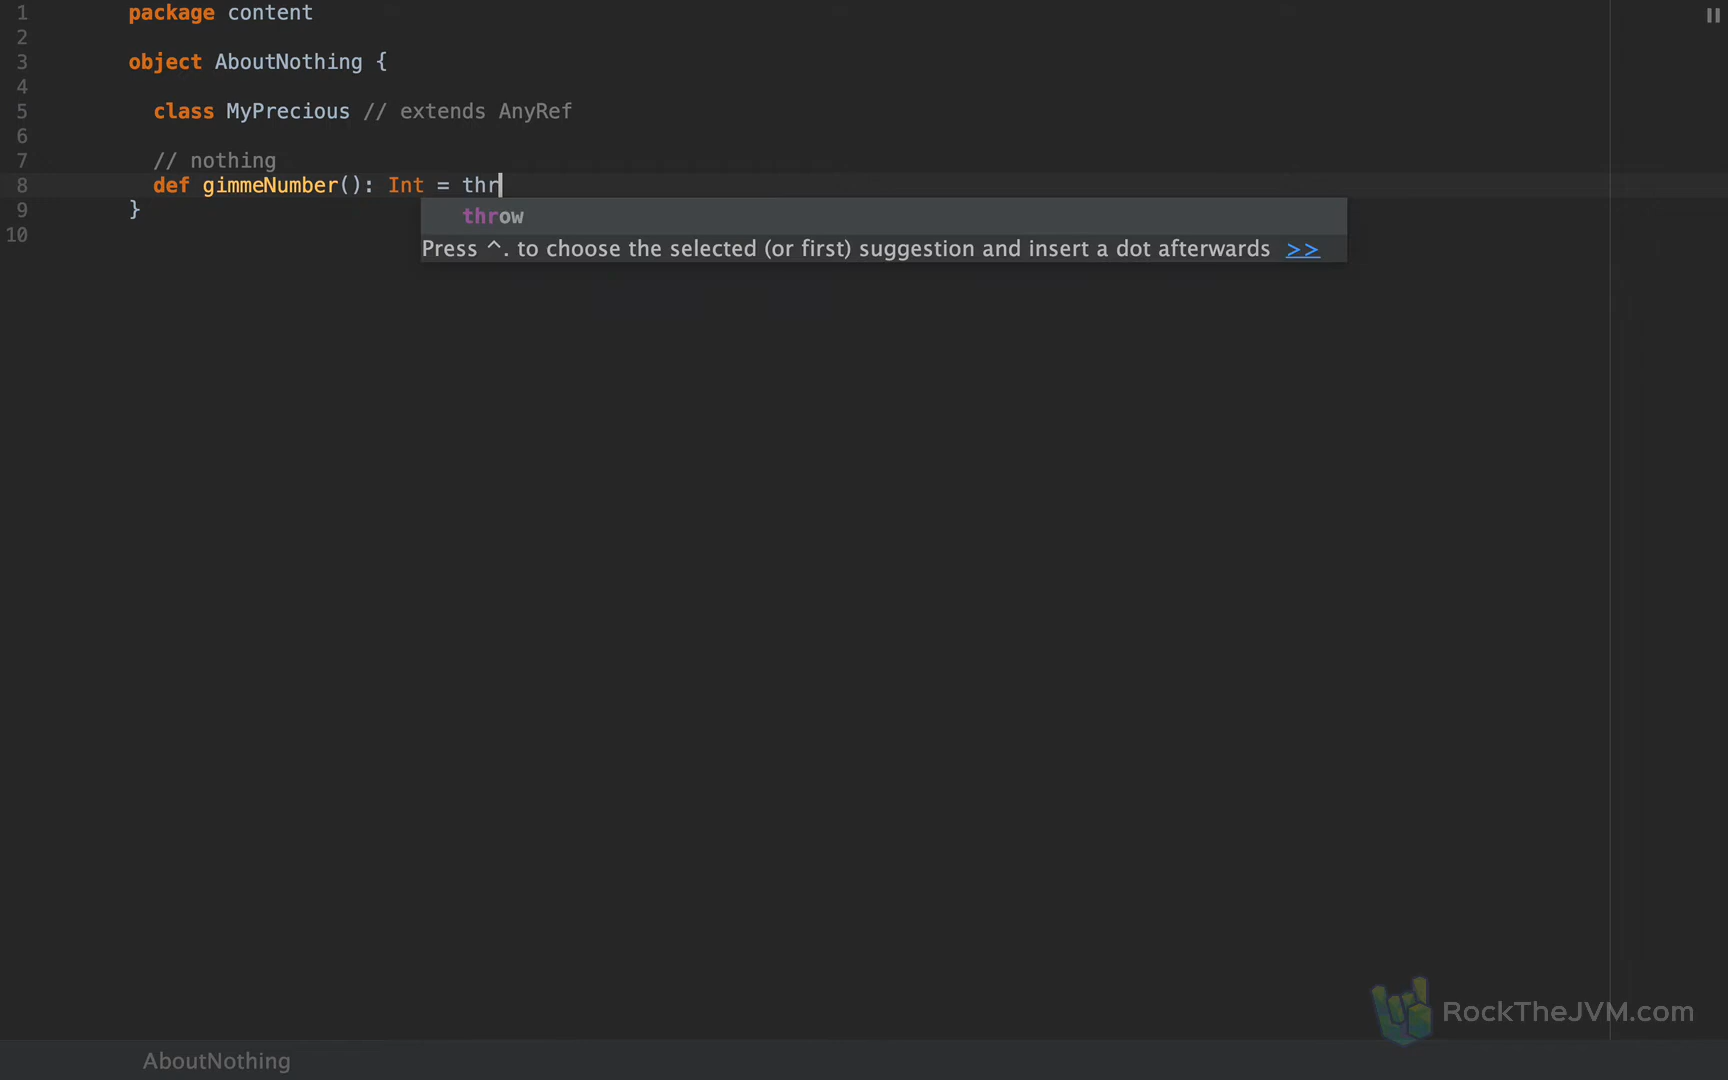 1 package content
2
3 object AboutNothing {
4
5 class MyPrecious // extends AnyRef
6
7 // nothing
8 def gimmeNumber(): Int = thr
throw
9 }
Press ^. to choose the selected (or first) suggestion and insert a dot afterwards >>
10
RockTheJVM.com
AboutNothing